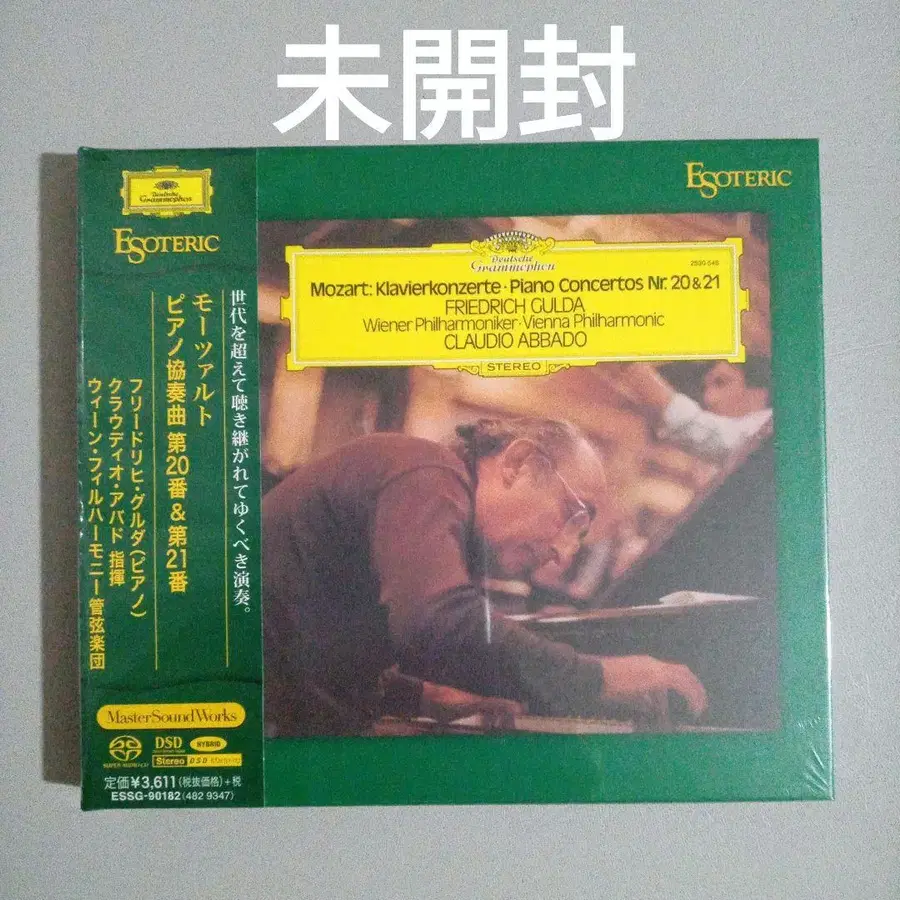 未開封
Deutsche
Grammophon
ESOTERIC
世代を超えて聴き継がれてゆくべき演奏。
モーツァルト
ピアノ協奏曲 第20番 & 第21番
フリードリヒ・グルダ(ピアノ)
クラウディオ・アバド 指揮
ウィーン・フィルハーモニー管弦楽団
MasterSoundWorks
SUPER AUDIO CD
DSD
HYBRID
Stereo
DSD
定価¥3,611(税抜価格)+税
ESSG-90182(482 9347)
ESOTERIC
Deutsche
Grammophon
2530-548
Mozart: Klavierkonzerte · Piano Concertos Nr. 20 & 21
FRIEDRICH GULDA
Wiener Philharmoniker · Vienna Philharmonic
CLAUDIO ABBADO
STEREO